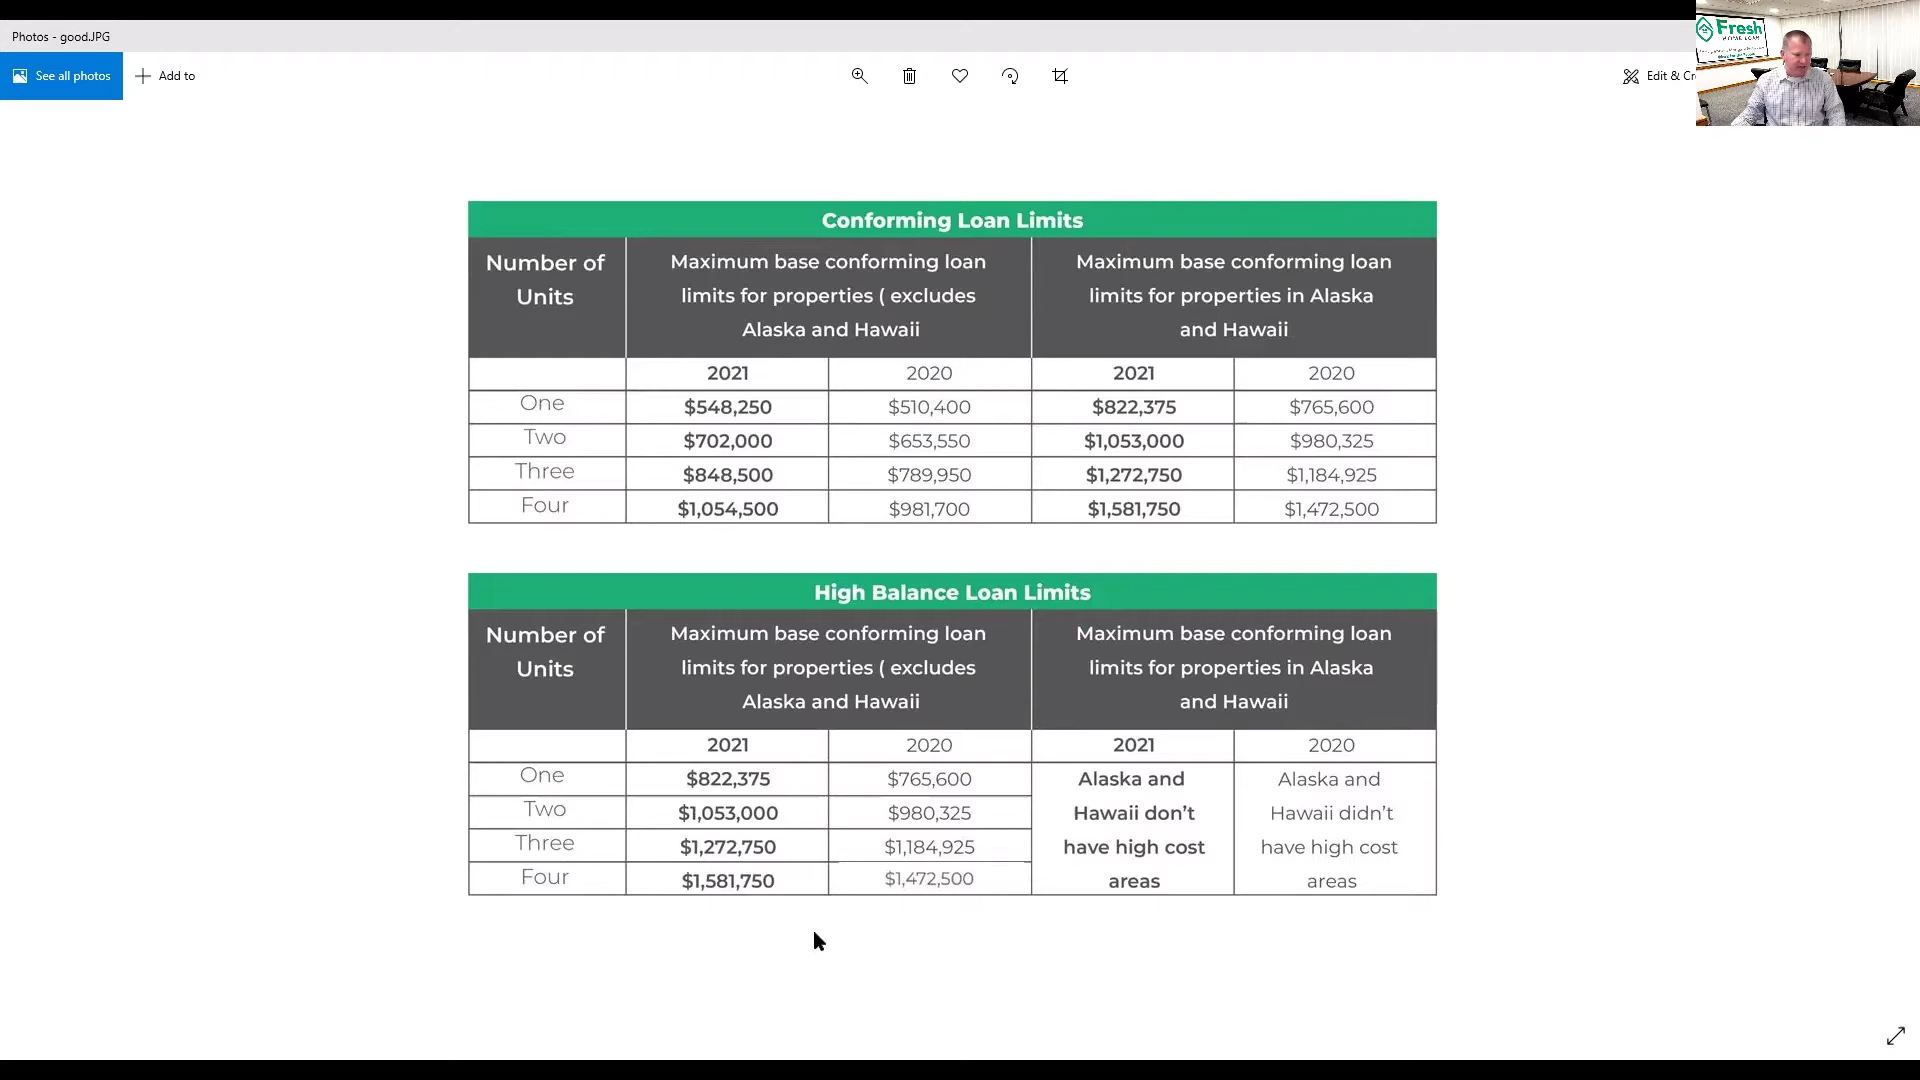 Photos - good.JPG
See all photos
Add to
Edit & Cr
Fresh
HOME LOAN
Conforming Loan Limits
Number of Units
Maximum base conforming loan limits for properties ( excludes Alaska and Hawaii
Maximum base conforming loan limits for properties in Alaska and Hawaii
2021 2020 2021 2020
One $548,250 $510,400 $822,375 $765,600
Two $702,000 $653,550 $1,053,000 $980,325
Three $848,500 $789,950 $1,272,750 $1,184,925
Four $1,054,500 $981,700 $1,581,750 $1,472,500
High Balance Loan Limits
Number of Units
Maximum base conforming loan limits for properties ( excludes Alaska and Hawaii
Maximum base conforming loan limits for properties in Alaska and Hawaii
2021 2020 2021 2020
One $822,375 $765,600
Two $1,053,000 $980,325
Three $1,272,750 $1,184,925
Four $1,581,750 $1,472,500
Alaska and Hawaii don’t have high cost areas
Alaska and Hawaii didn’t have high cost areas